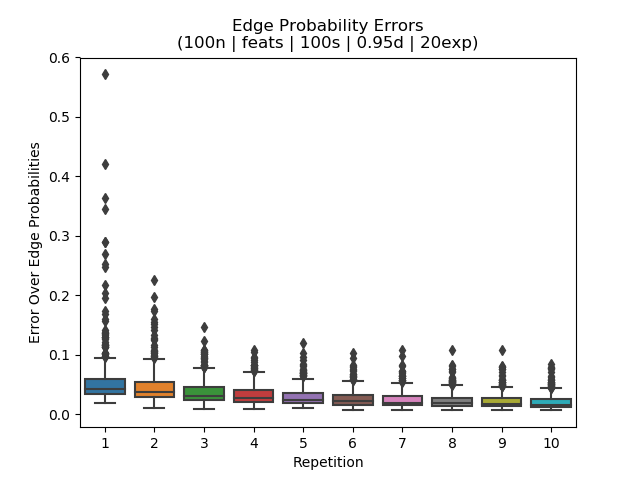 Edge Probability Errors
(100n | feats | 100s | 0.95d | 20exp)
0.6
0.5
0.4
0.3
0.2
0.1
0.0
Error Over Edge Probabilities
1 2 3 4 5 6 7 8 9 10
Repetition